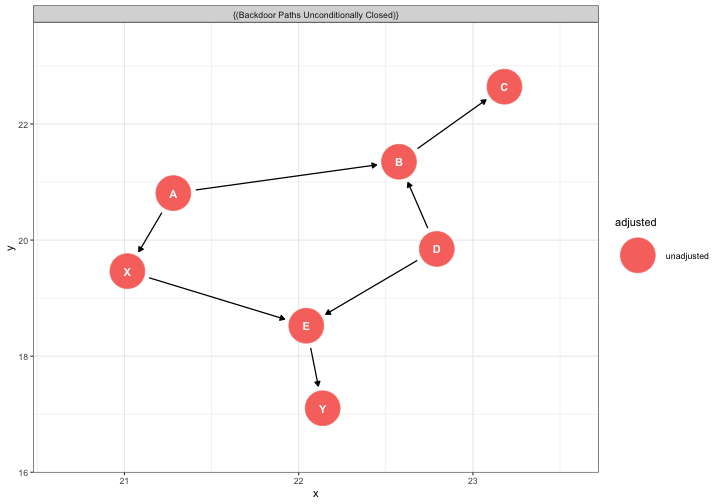 {(Backdoor Paths Unconditionally Closed)}
C
22
B
A
y
20
D
X
E
18
Y
16
21
22
23
x
adjusted
unadjusted